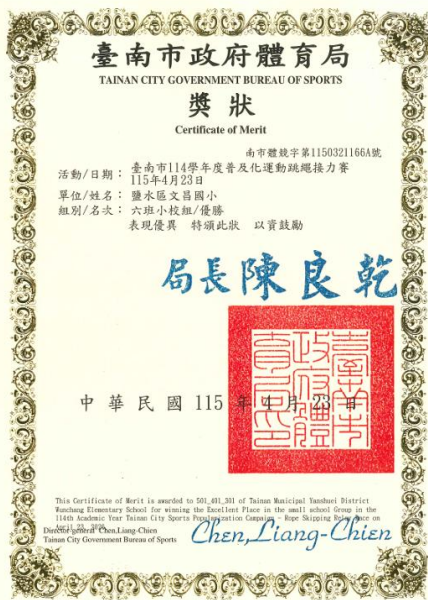 臺南市政府體育局
TAINAN CITY GOVERNMENT BUREAU OF SPORTS
獎狀
Certificate of Merit
南市體競字第1150321166A號
活動/日期：臺南市114學年度普及化運動跳繩接力賽
115年4月23日
單位/姓名：鹽水區文昌國小
組別/名次：六班小校組/優勝
表現優異 特頒此狀 以資鼓勵
局長陳良乾
臺南市政府體育局印
中華民國 115 年 4 月 23 日
This Certificate of Merit is awarded to 501,401,301 of Tainan Municipal Yanshuei District
Wunchang Elementary School for winning the Excellent Place in the small school Group in the
114th Academic Year Tainan City Sports Popularization Campaign - Rope Skipping Relay Race on
April 23, 2026
Director-general Chen,Liang-Chien
Tainan City Government Bureau of Sports
Chen,Liang-Chien